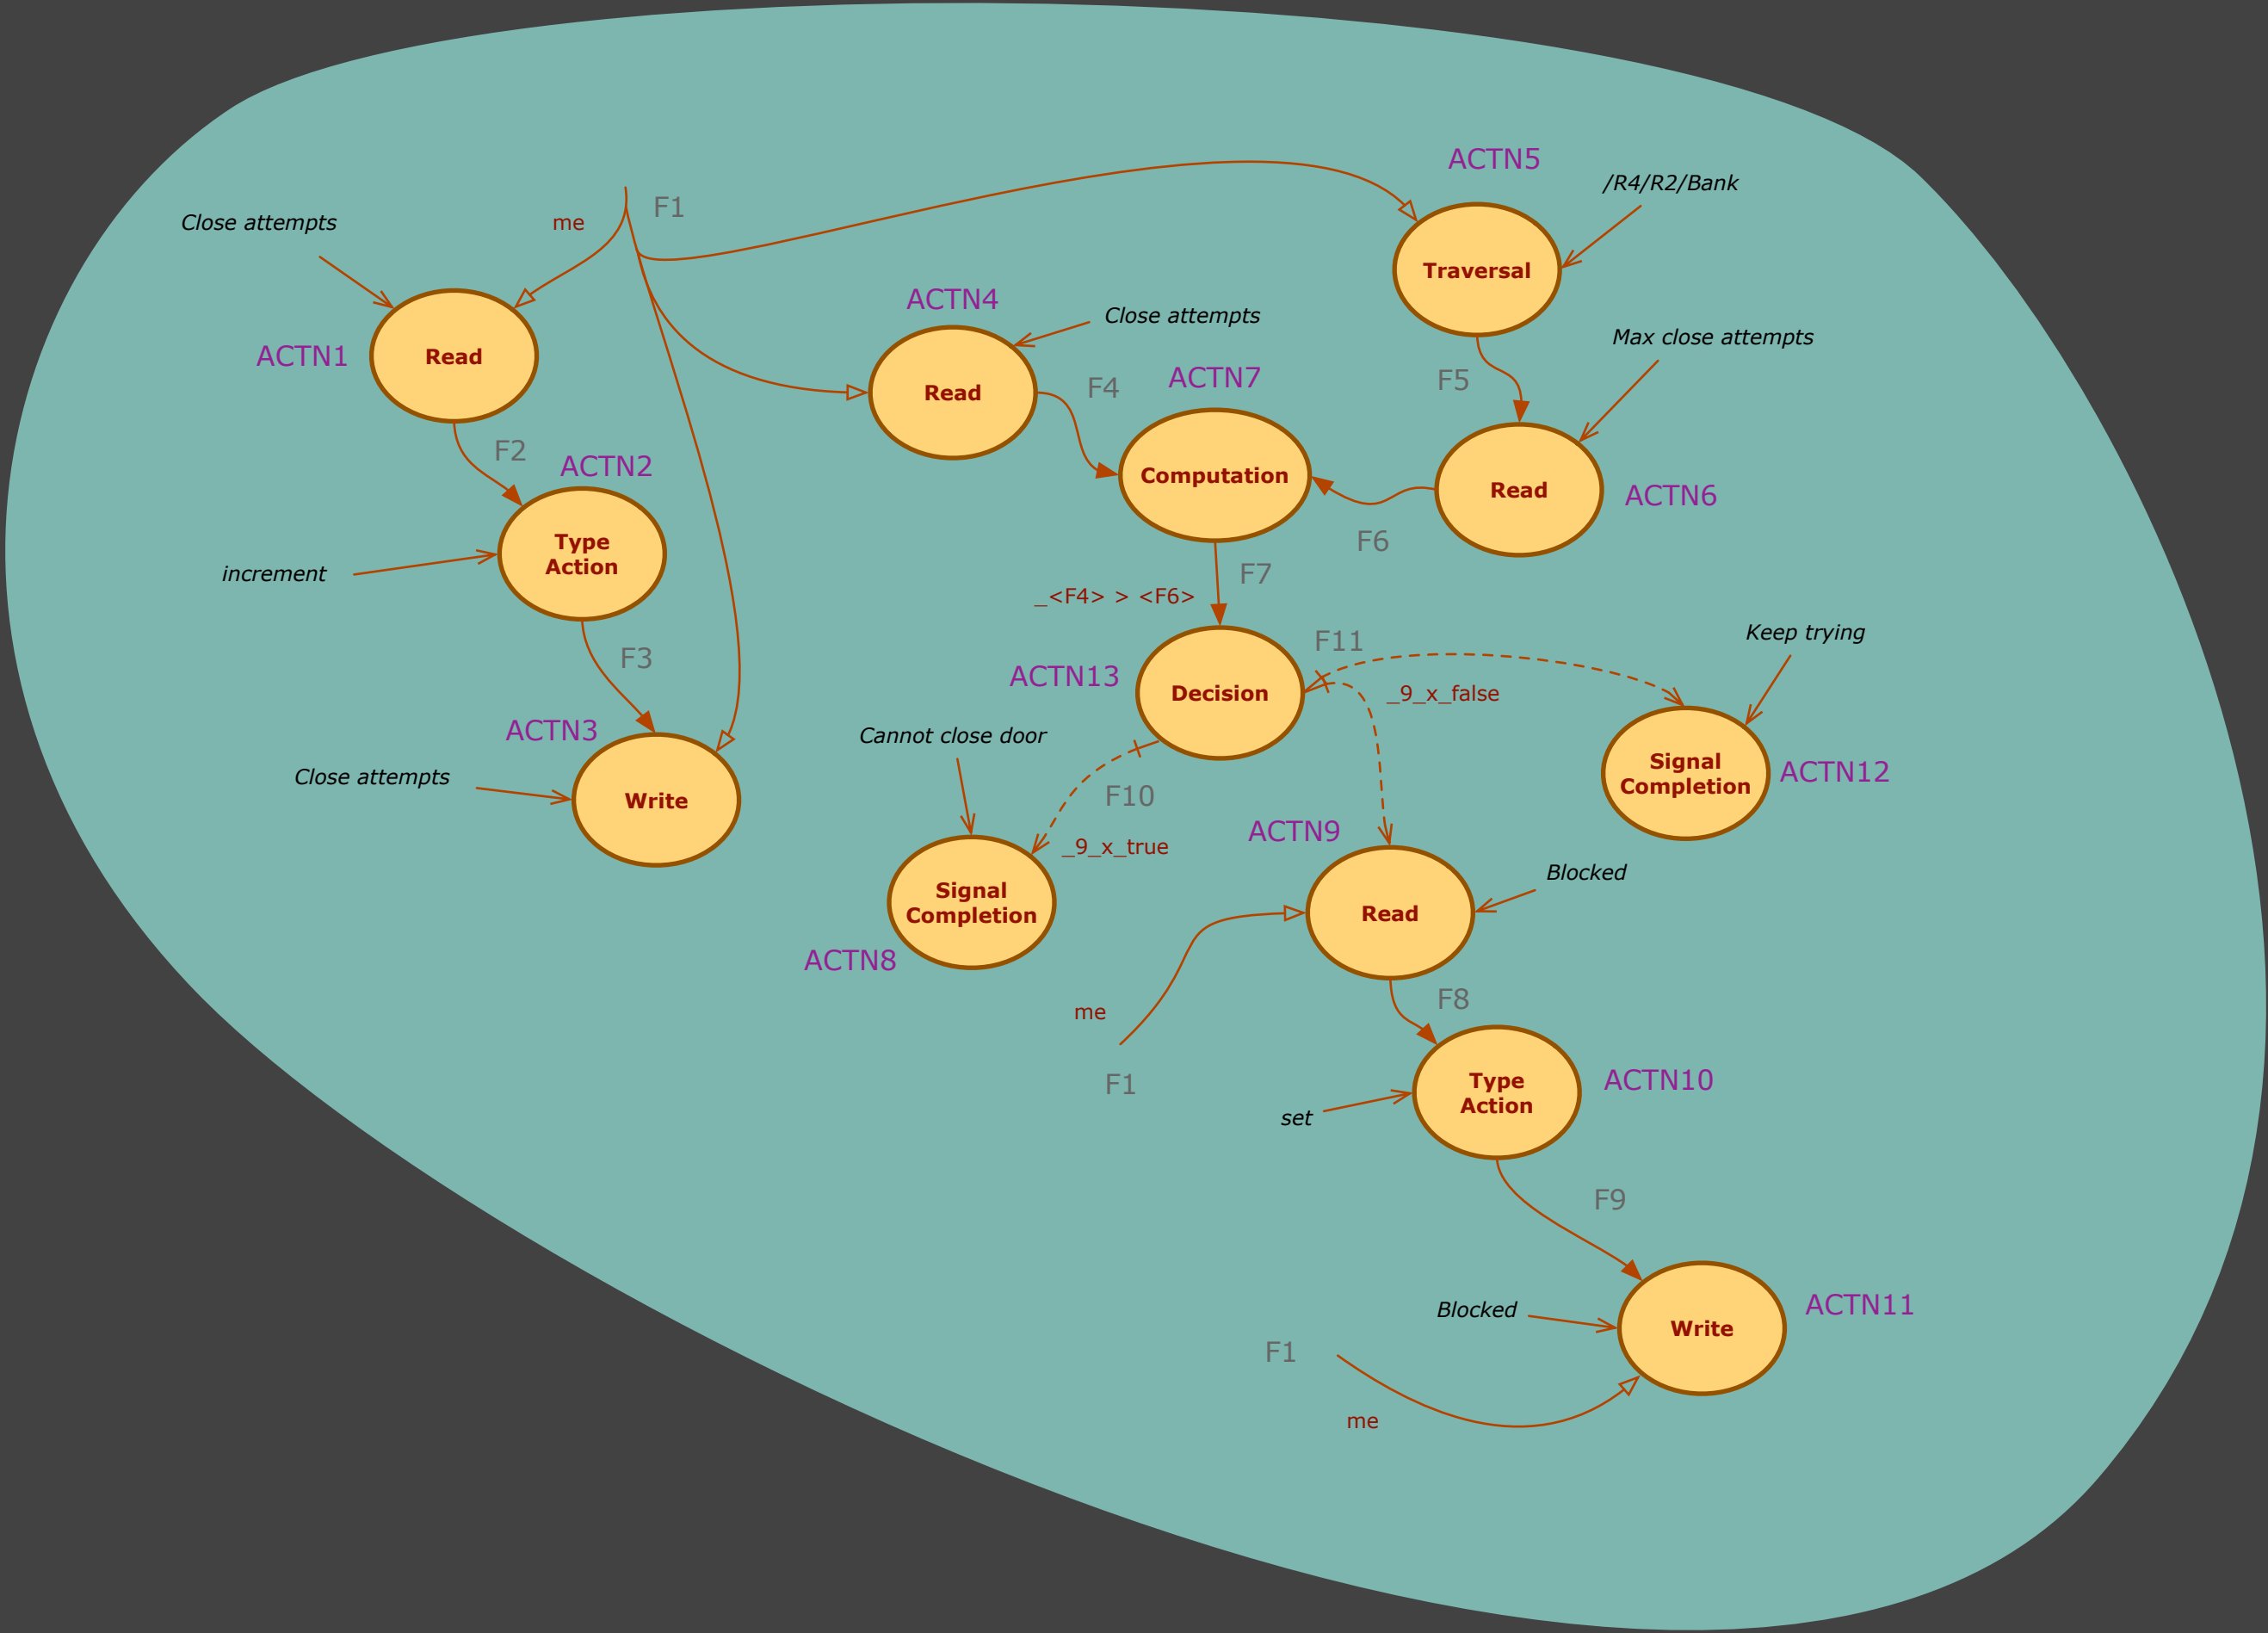 ACTN5
/R4/R2/Bank
Close attempts
me
F1
Traversal
ACTN4
Close attempts
Max close attempts
ACTN1
Read
Read
F4
ACTN7
F5
F2
ACTN2
Computation
Read
ACTN6
Type
Action
increment
F6
F7
_<F4> > <F6>
F3
F11
Keep trying
ACTN13
Decision
_9_x_false
ACTN3
Cannot close door
Close attempts
Write
Signal
Completion
ACTN12
F10
ACTN9
_9_x_true
Blocked
Signal
Completion
Read
ACTN8
me
F8
F1
Type
Action
ACTN10
set
F9
Blocked
Write
ACTN11
F1
me